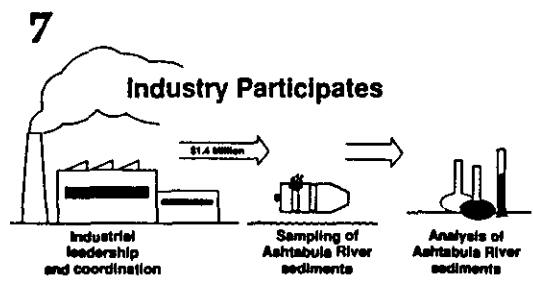 7
Industry Participates
$1.4 Million
Industrial
leadership
and coordination
Sampling of
Ashtabula River
sediments
Analysis of
Ashtabula River
sediments